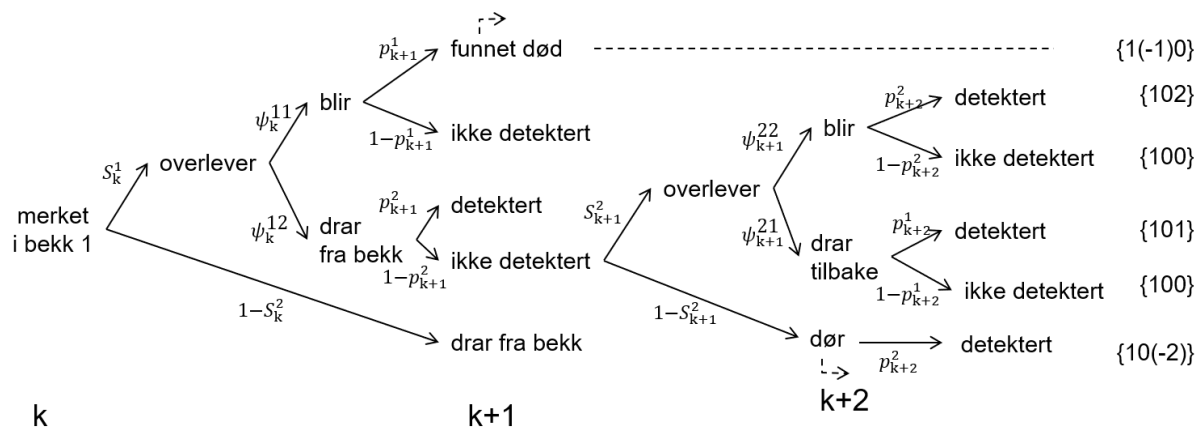 p¹ₖ₊₁
funnet død
{1(-1)0}
blir
ψ¹¹ₖ
1−p¹ₖ₊₁
ikke detektert
S¹ₖ
overlever
merket
i bekk 1
ψ¹²ₖ
drar
fra bekk
p²ₖ₊₁
detektert
1−p²ₖ₊₁
ikke detektert
1−S²ₖ
drar fra bekk
S²ₖ₊₁
overlever
ψ²²ₖ₊₁
blir
p²ₖ₊₂
detektert
{102}
1−p²ₖ₊₂
ikke detektert
{100}
ψ²¹ₖ₊₁
drar
tilbake
p¹ₖ₊₂
detektert
{101}
1−p¹ₖ₊₂
ikke detektert
{100}
1−S²ₖ₊₁
dør
p²ₖ₊₂
detektert
{10(-2)}
k
k+1
k+2